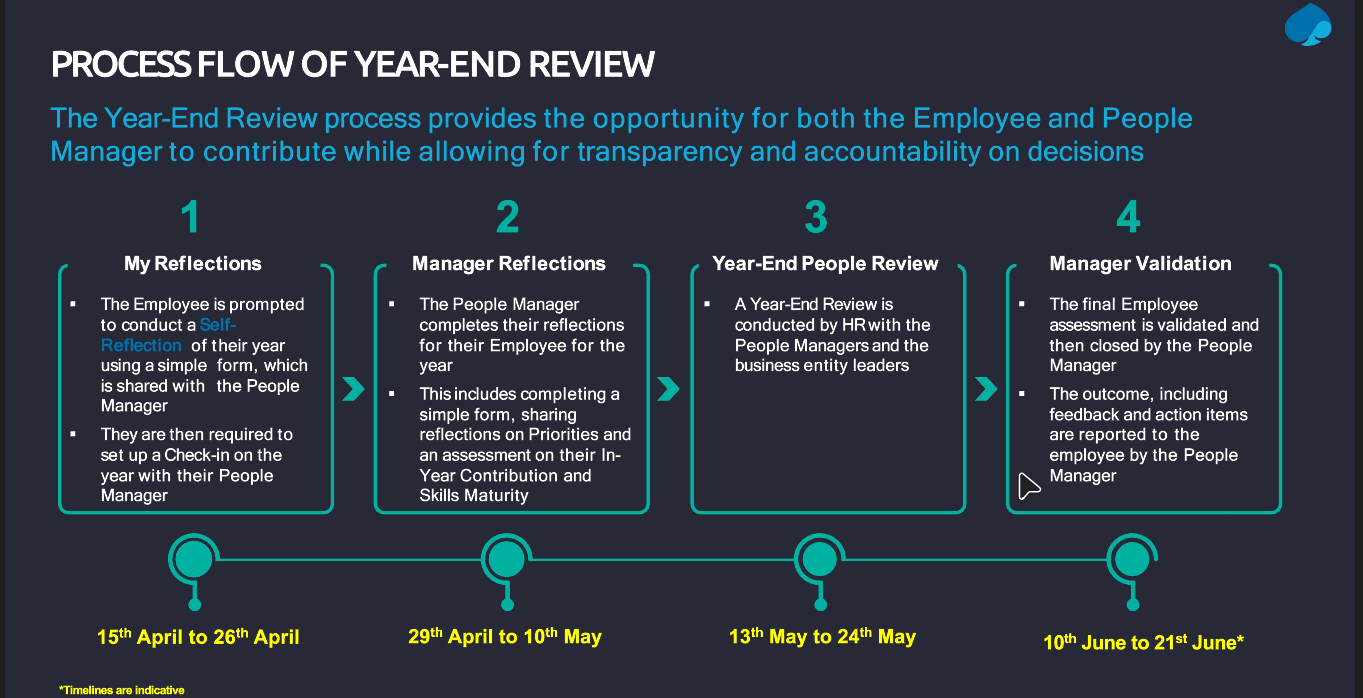 PROCESS FLOW OF YEAR-END REVIEW
The Year-End Review process provides the opportunity for both the Employee and People
Manager to contribute while allowing for transparency and accountability on decisions
1
My Reflections
▪ The Employee is prompted
to conduct a Self-
Reflection of their year
using a simple form, which
is shared with the People
Manager
▪ They are then required to
set up a Check-in on the
year with their People
Manager
2
Manager Reflections
▪ The People Manager
completes their reflections
for their Employee for the
year
▪ This includes completing a
simple form, sharing
reflections on Priorities and
an assessment on their In-
Year Contribution and
Skills Maturity
3
Year-End People Review
▪ A Year-End Review is
conducted by HR with the
People Managers and the
business entity leaders
4
Manager Validation
▪ The final Employee
assessment is validated and
then closed by the People
Manager
▪ The outcome, including
feedback and action items
are reported to the
employee by the People
Manager
15th April to 26th April
29th April to 10th May
13th May to 24th May
10th June to 21st June*
*Timelines are indicative